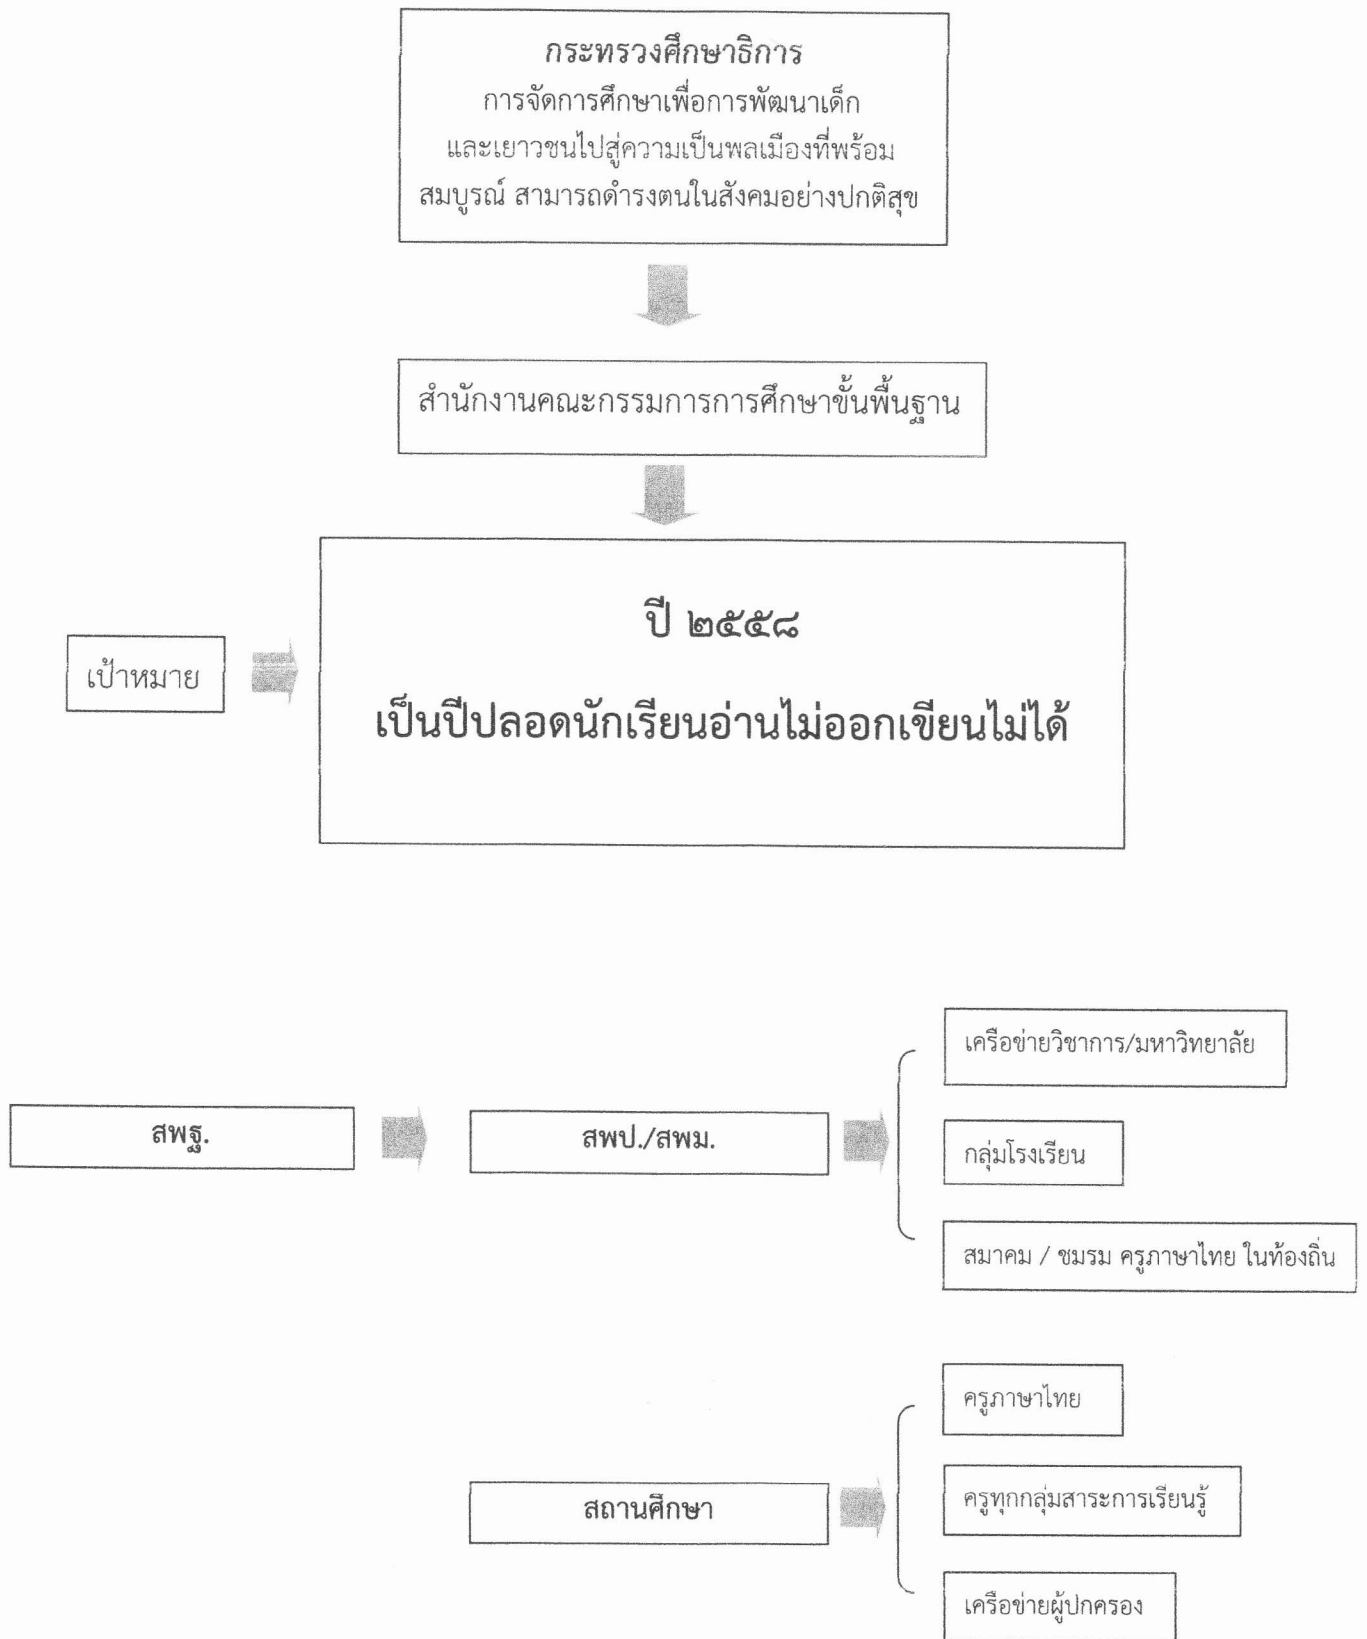 กระทรวงศึกษาธิการ
การจัดการศึกษาเพื่อการพัฒนาเด็ก
และเยาวชนไปสู่ความเป็นพลเมืองที่พร้อม
สมบูรณ์ สามารถดำรงตนในสังคมอย่างปกติสุข
สำนักงานคณะกรรมการการศึกษาขั้นพื้นฐาน
เป้าหมาย
ปี ๒๕๕๘
เป็นปีปลอดนักเรียนอ่านไม่ออกเขียนไม่ได้
สพฐ.
สพป./สพม.
เครือข่ายวิชาการ/มหาวิทยาลัย
กลุ่มโรงเรียน
สมาคม / ชมรม ครูภาษาไทย ในท้องถิ่น
สถานศึกษา
ครูภาษาไทย
ครูทุกกลุ่มสาระการเรียนรู้
เครือข่ายผู้ปกครอง